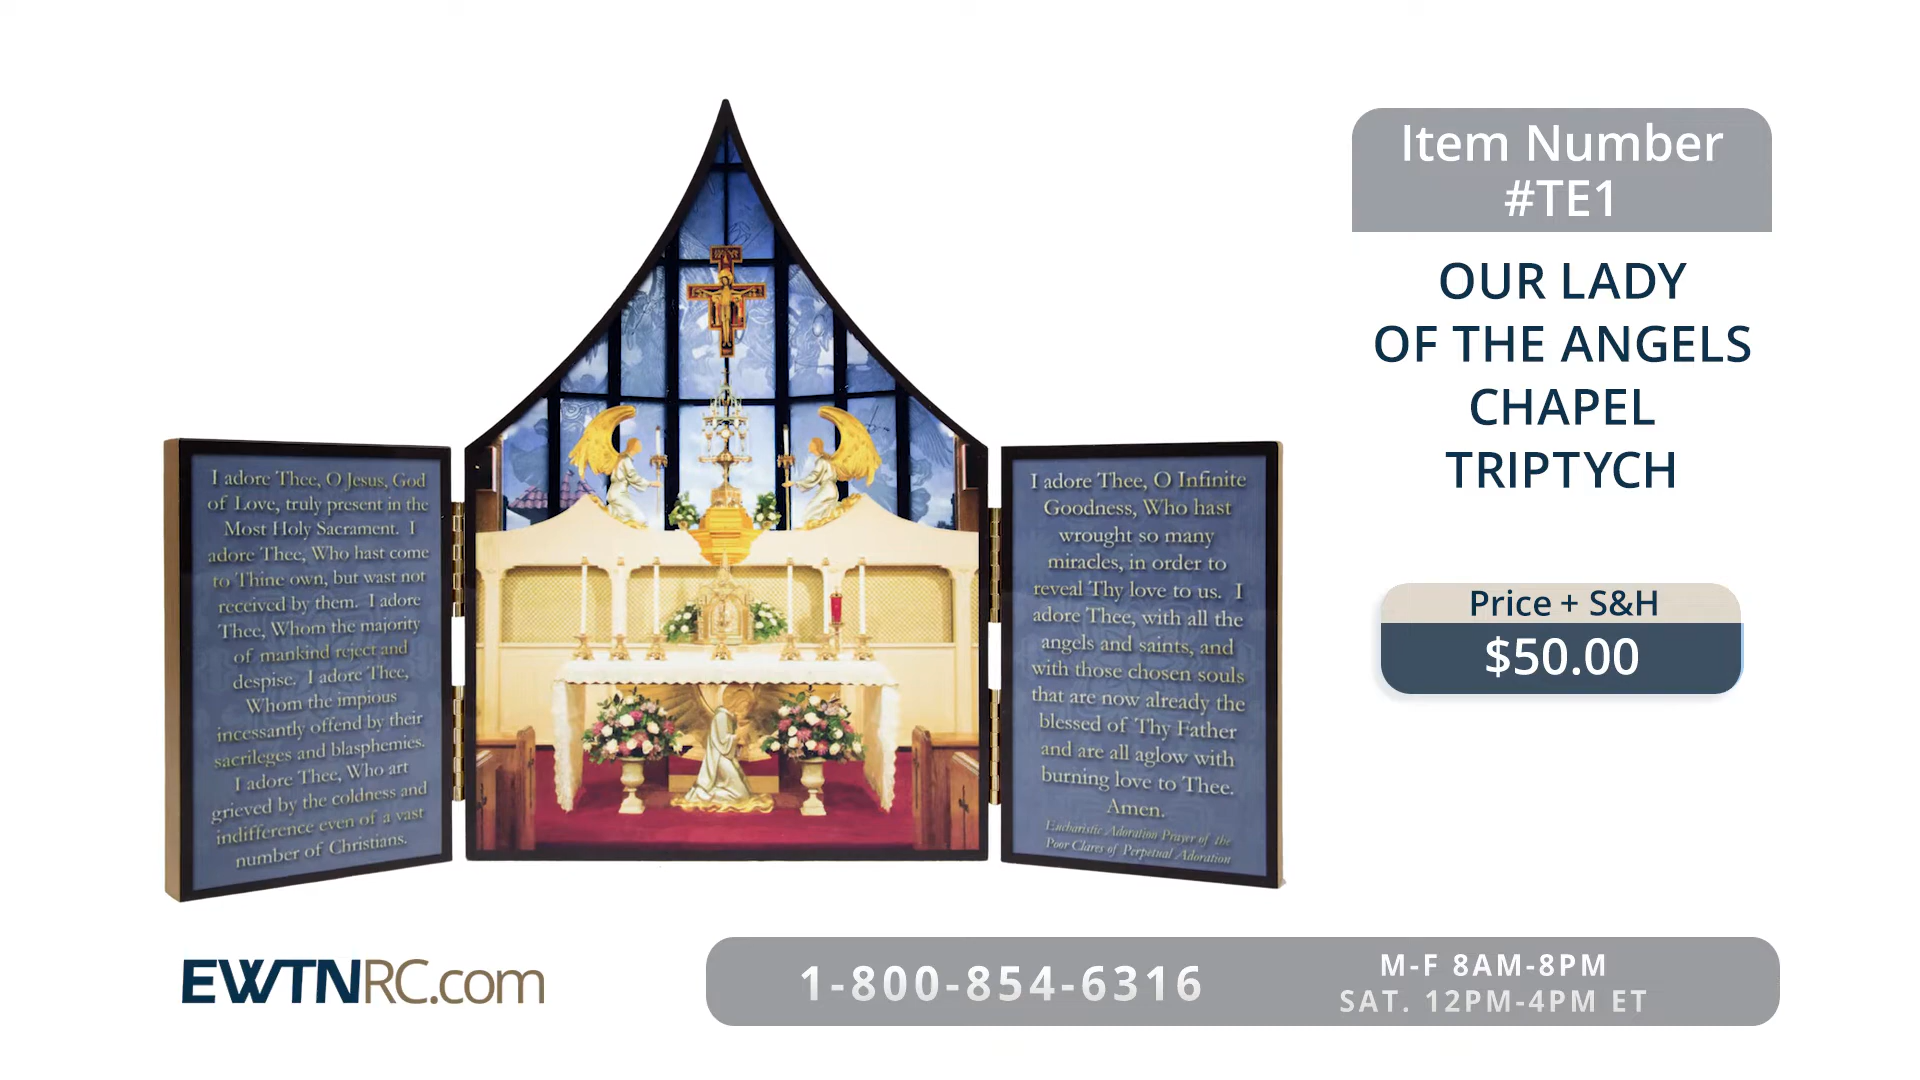 Item Number
#TE1
OUR LADY
OF THE ANGELS
CHAPEL
TRIPTYCH
Price + S&H
$50.00
I adore Thee, O Jesus, God
of Love, truly present in the
Most Holy Sacrament. I
adore Thee, Who hast come
to Thine own, but wast not
received by them. I adore
Thee, Whom the majority
of mankind reject and
despise. I adore Thee,
Whom the impious
incessantly offend by their
sacrileges and blasphemies.
I adore Thee, Who art
grieved by the coldness and
indifference even of a vast
number of Christians.
I adore Thee, O Infinite
Goodness, Who hast
wrought so many
miracles, in order to
reveal Thy love to us. I
adore Thee, with all the
angels and saints, and
with those chosen souls
that are now already the
blessed of Thy Father
and are all aglow with
burning love to Thee.
Amen.
Eucharistic Adoration Prayer of the
Poor Clares of Perpetual Adoration
EWTNRC.com
1-800-854-6316
M-F 8AM-8PM
SAT. 12PM-4PM ET